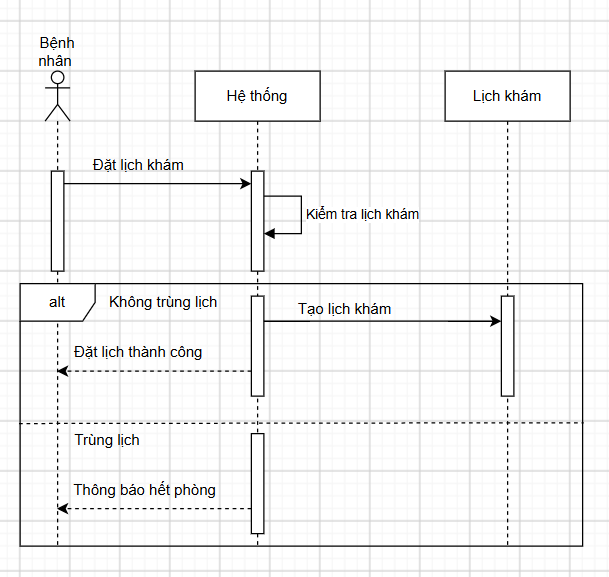 Bệnh
nhân
Hệ thống
Lịch khám
Đặt lịch khám
Kiểm tra lịch khám
alt
Không trùng lịch
Tạo lịch khám
Đặt lịch thành công
Trùng lịch
Thông báo hết phòng